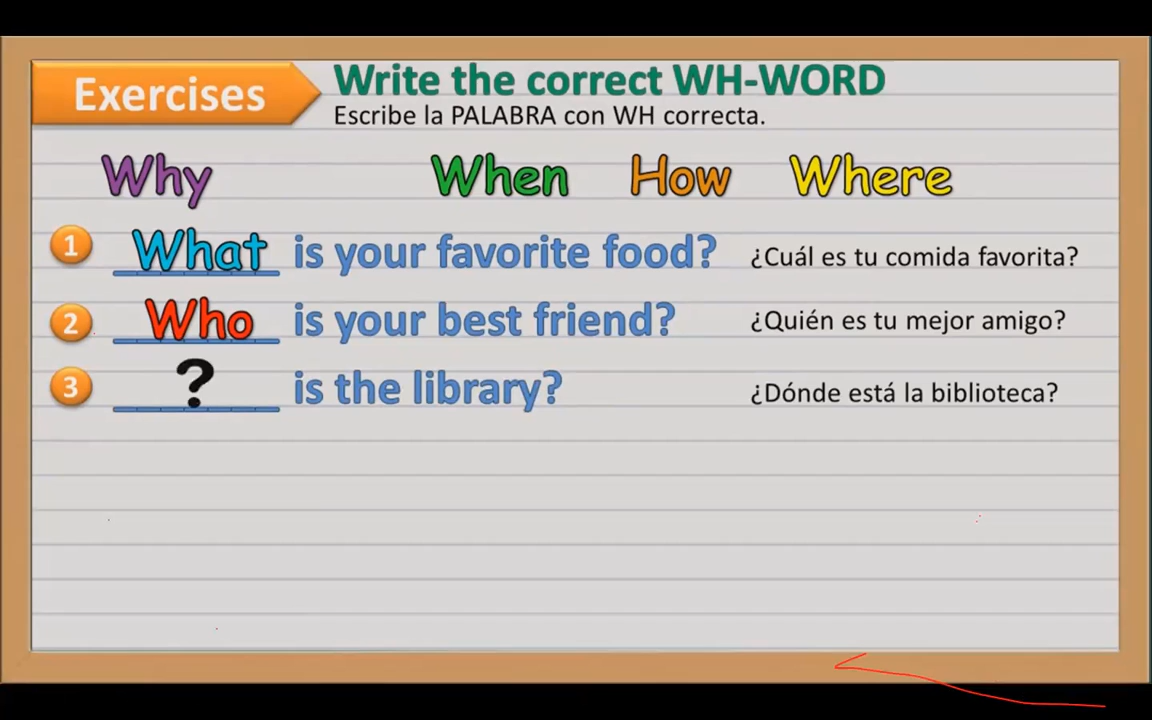 Exercises
Write the correct WH-WORD
Escribe la PALABRA con WH correcta.
Why When How Where
1 What is your favorite food? ¿Cuál es tu comida favorita?
2 Who is your best friend? ¿Quién es tu mejor amigo?
3 ? is the library? ¿Dónde está la biblioteca?